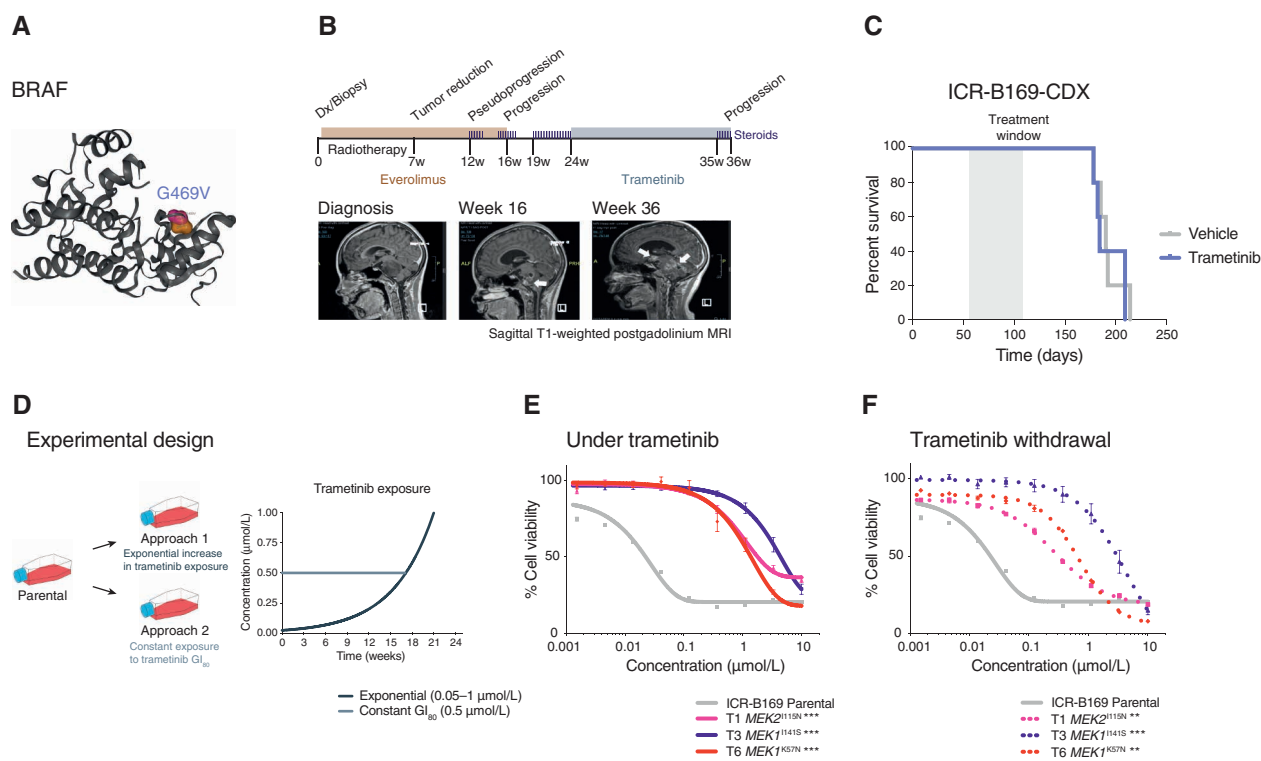 A
BRAF
G469V
B
Dx/Biopsy
Tumor reduction
Pseudoprogression
Progression
Progression
Steroids
Radiotherapy
0
7w
12w
16w
19w
24w
35w
36w
Everolimus
Trametinib
Diagnosis
Week 16
Week 36
Sagittal T1-weighted postgadolinium MRI
C
ICR-B169-CDX
Treatment
window
Percent survival
100
80
60
40
20
0
0
50
100
150
200
250
Time (days)
Vehicle
Trametinib
D
Experimental design
Parental
Approach 1
Exponential increase
in trametinib exposure
Approach 2
Constant exposure
to trametinib GI80
Trametinib exposure
Concentration (μmol/L)
1.00
0.75
0.50
0.25
0.00
0
3
6
9
12
15
18
21
24
Time (weeks)
Exponential (0.05–1 μmol/L)
Constant GI80 (0.5 μmol/L)
E
Under trametinib
% Cell viability
100
50
0
0.001
0.01
0.1
1
10
Concentration (μmol/L)
ICR-B169 Parental
T1 MEK2I115N ***
T3 MEK1I141S ***
T6 MEK1K57N ***
F
Trametinib withdrawal
% Cell viability
100
50
0
0.001
0.01
0.1
1
10
Concentration (μmol/L)
ICR-B169 Parental
T1 MEK2I115N **
T3 MEK1I141S ***
T6 MEK1K57N **